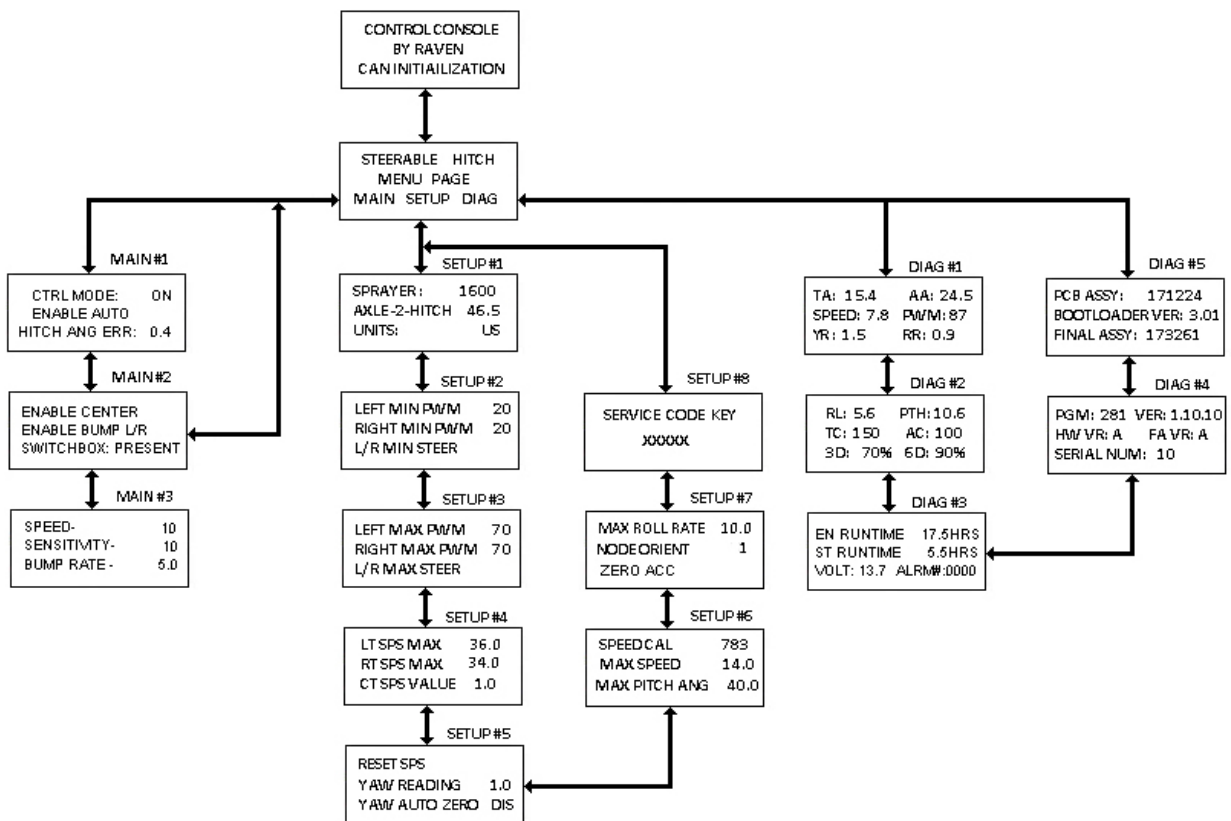 CONTROL CONSOLE
BY RAVEN
CAN INITIAILIZATION
STEERABLE HITCH
MENU PAGE
MAIN SETUP DIAG
MAIN #1
CTRL MODE: ON
ENABLE AUTO
HITCH ANG ERR: 0.4
MAIN #2
ENABLE CENTER
ENABLE BUMP L/R
SWITCHBOX: PRESENT
MAIN #3
SPEED- 10
SENSITIVITY- 10
BUMP RATE- 5.0
SETUP #1
SPRAYER: 1600
AXLE-2-HITCH 46.5
UNITS: US
SETUP #2
LEFT MIN PWM 20
RIGHT MIN PWM 20
L/R MIN STEER
SETUP #3
LEFT MAX PWM 70
RIGHT MAX PWM 70
L/R MAX STEER
SETUP #4
LT SPS MAX 36.0
RT SPS MAX 34.0
CT SPS VALUE 1.0
SETUP #5
RESET SPS
YAW READING 1.0
YAW AUTO ZERO DIS
SETUP #8
SERVICE CODE KEY
XXXXX
SETUP #7
MAX ROLL RATE 10.0
NODE ORIENT 1
ZERO ACC
SETUP #6
SPEED CAL 783
MAX SPEED 14.0
MAX PITCH ANG 40.0
DIAG #1
TA: 15.4 AA: 24.5
SPEED: 7.8 PWM: 87
YR: 1.5 RR: 0.9
DIAG #2
RL: 5.6 PTH: 10.6
TC: 150 AC: 100
3D: 70% 6D: 90%
DIAG #3
EN RUNTIME 17.5HRS
ST RUNTIME 5.5HRS
VOLT: 13.7 ALRM#:0000
DIAG #5
PCB ASSY: 171224
BOOTLOADER VER: 3.01
FINAL ASSY: 173261
DIAG #4
PGM: 281 VER: 1.10.10
HW VR: A FA VR: A
SERIAL NUM: 10